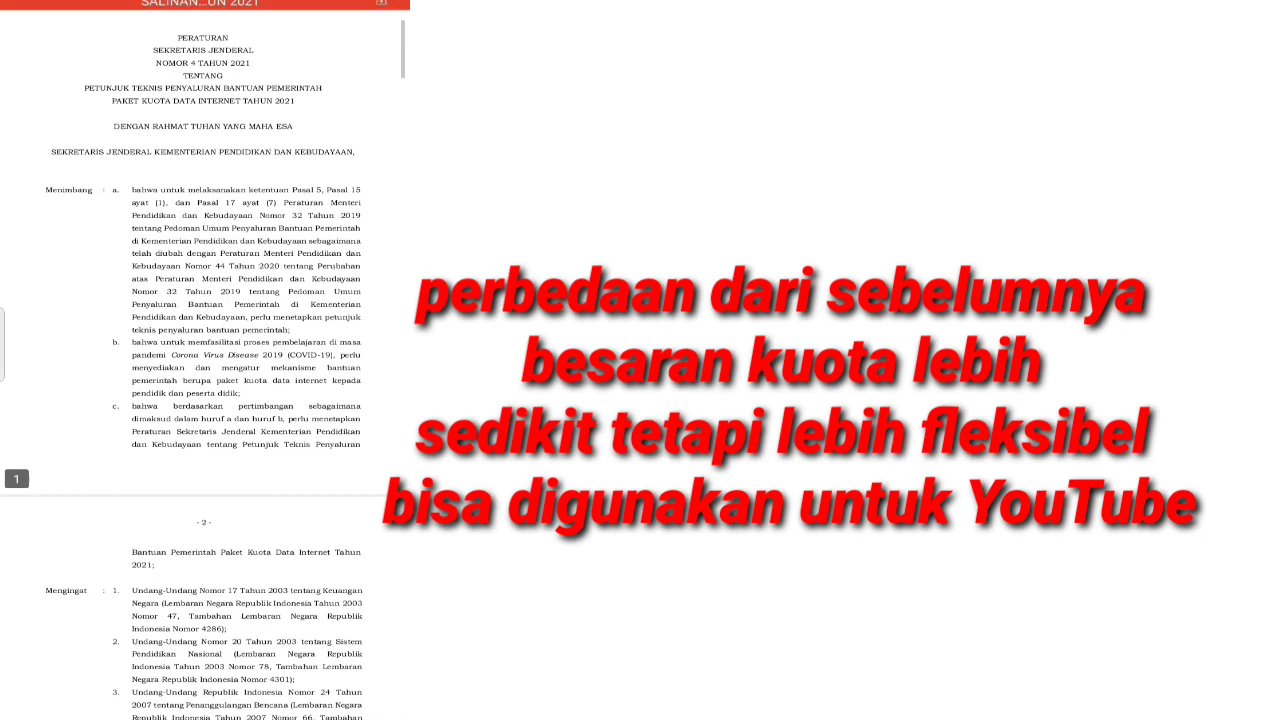 SALINAN...UN 2021
PERATURAN
SEKRETARIS JENDERAL
NOMOR 4 TAHUN 2021
TENTANG
PETUNJUK TEKNIS PENYALURAN BANTUAN PEMERINTAH
PAKET KUOTA DATA INTERNET TAHUN 2021
DENGAN RAHMAT TUHAN YANG MAHA ESA
SEKRETARIS JENDERAL KEMENTERIAN PENDIDIKAN DAN KEBUDAYAAN,
Menimbang : a. bahwa untuk melaksanakan ketentuan Pasal 5, Pasal 15
ayat (1), dan Pasal 17 ayat (7) Peraturan Menteri
Pendidikan dan Kebudayaan Nomor 32 Tahun 2019
tentang Pedoman Umum Penyaluran Bantuan Pemerintah
di Kementerian Pendidikan dan Kebudayaan sebagaimana
telah diubah dengan Peraturan Menteri Pendidikan dan
Kebudayaan Nomor 44 Tahun 2020 tentang Perubahan
atas Peraturan Menteri Pendidikan dan Kebudayaan
Nomor 32 Tahun 2019 tentang Pedoman Umum
Penyaluran Bantuan Pemerintah di Kementerian
Pendidikan dan Kebudayaan, perlu menetapkan petunjuk
teknis penyaluran bantuan pemerintah;
b. bahwa untuk memfasilitasi proses pembelajaran di masa
pandemi Corona Virus Disease 2019 (COVID-19), perlu
menyediakan dan mengatur mekanisme bantuan
pemerintah berupa paket kuota data internet kepada
pendidik dan peserta didik;
c. bahwa berdasarkan pertimbangan sebagaimana
dimaksud dalam huruf a dan huruf b, perlu menetapkan
Peraturan Sekretaris Jenderal Kementerian Pendidikan
dan Kebudayaan tentang Petunjuk Teknis Penyaluran
1
- 2 -
Bantuan Pemerintah Paket Kuota Data Internet Tahun
2021;
Mengingat : 1. Undang-Undang Nomor 17 Tahun 2003 tentang Keuangan
Negara (Lembaran Negara Republik Indonesia Tahun 2003
Nomor 47, Tambahan Lembaran Negara Republik
Indonesia Nomor 4286);
2. Undang-Undang Nomor 20 Tahun 2003 tentang Sistem
Pendidikan Nasional (Lembaran Negara Republik
Indonesia Tahun 2003 Nomor 78, Tambahan Lembaran
Negara Republik Indonesia Nomor 4301);
3. Undang-Undang Republik Indonesia Nomor 24 Tahun
2007 tentang Penanggulangan Bencana (Lembaran Negara
Republik Indonesia Tahun 2007 Nomor 66, Tambahan
perbedaan dari sebelumnya
besaran kuota lebih
sedikit tetapi lebih fleksibel
bisa digunakan untuk YouTube